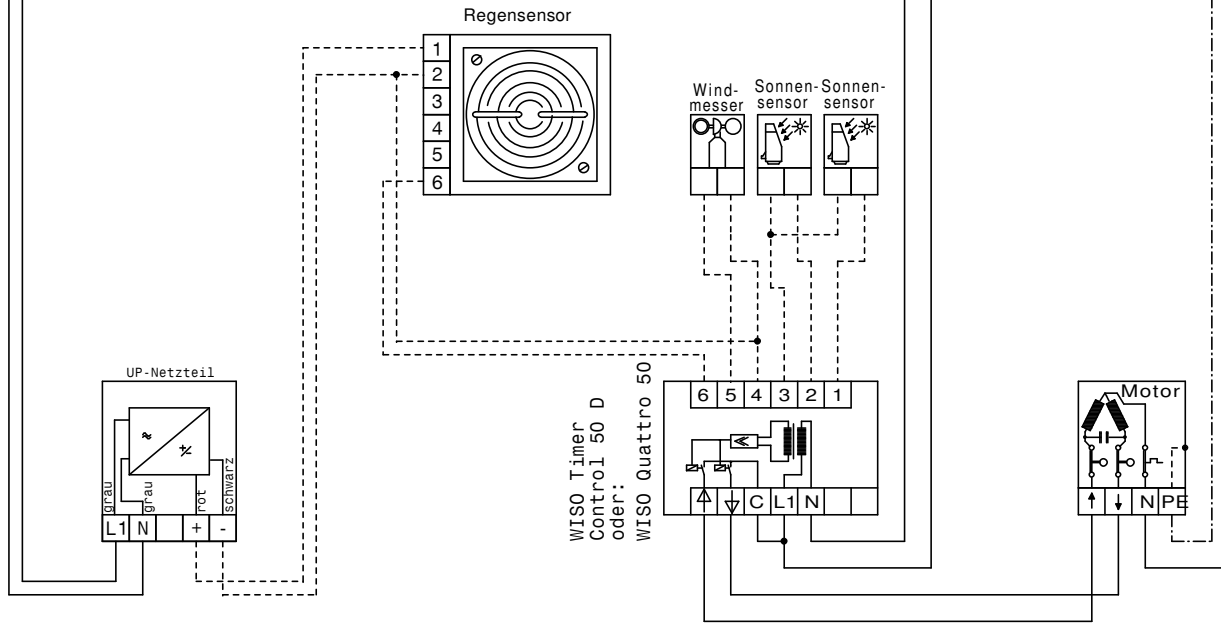 Regensensor
1
2
3
4
5
6
Wind-
messer
Sonnen-
sensor
Sonnen-
sensor
UP-Netzteil
grau
grau
rot
schwarz
L1 N + -
WISO Timer
Control 50 D
oder:
WISO Quattro 50
6 5 4 3 2 1
C L1 N
Motor
N PE